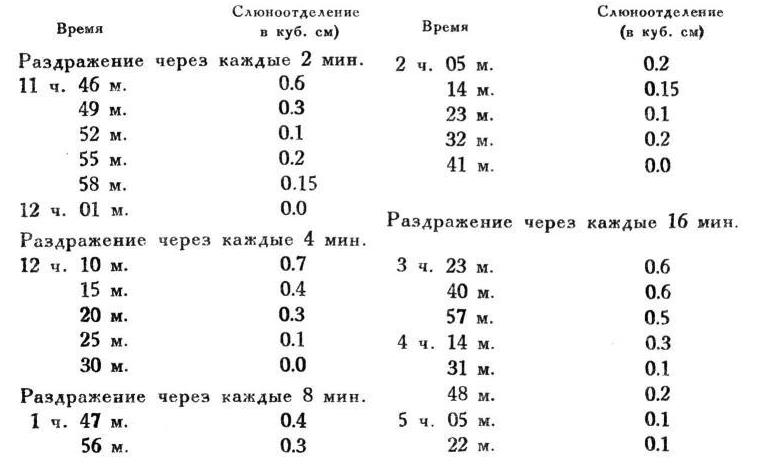 Время Слюноотделение
в куб. см)
Раздражение через каждые 2 мин.
11 ч. 46 м. 0.6
49 м. 0.3
52 м. 0.1
55 м. 0.2
58 м. 0.15
12 ч. 01 м. 0.0
Раздражение через каждые 4 мин.
12 ч. 10 м. 0.7
15 м. 0.4
20 м. 0.3
25 м. 0.1
30 м. 0.0
Раздражение через каждые 8 мин.
1 ч. 47 м. 0.4
56 м. 0.3
Время Слюноотделение
(в куб. см)
2 ч. 05 м. 0.2
14 м. 0.15
23 м. 0.1
32 м. 0.2
41 м. 0.0
Раздражение через каждые 16 мин.
3 ч. 23 м. 0.6
40 м. 0.6
57 м. 0.5
4 ч. 14 м. 0.3
31 м. 0.1
48 м. 0.2
5 ч. 05 м. 0.1
22 м. 0.1